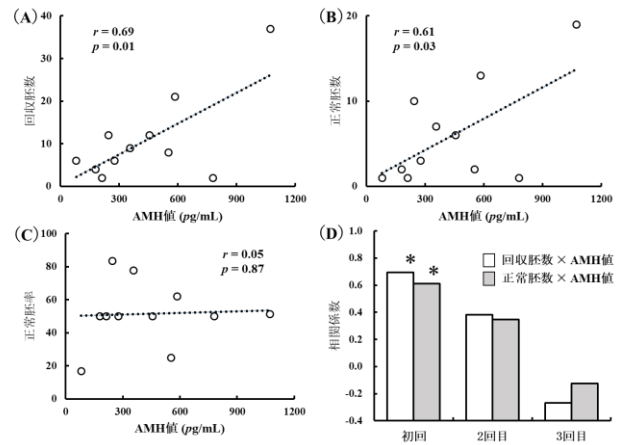 (A)
r = 0.69
p = 0.01
回収胚数
40
30
20
10
0
0 300 600 900 1200
AMH値 (pg/mL)
(B)
r = 0.61
p = 0.03
正常胚数
20
10
0
0 300 600 900 1200
AMH値 (pg/mL)
(C)
r = 0.05
p = 0.87
正常胚率
100
80
60
40
20
0
0 300 600 900 1200
AMH値 (pg/mL)
(D)
回収胚数 × AMH値
正常胚数 × AMH値
* *
相関係数
1.0
0.8
0.6
0.4
0.2
0.0
-0.2
-0.4
初回 2回目 3回目